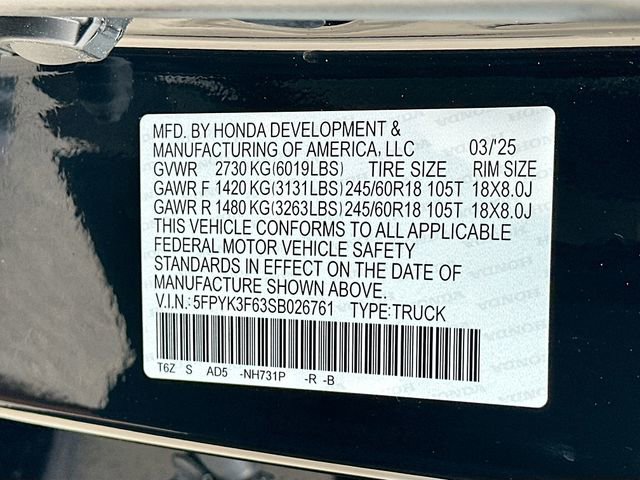 MFD. BY HONDA DEVELOPMENT &
MANUFACTURING OF AMERICA, LLC 03/'25
GVWR 2730 KG(6019LBS) TIRE SIZE RIM SIZE
GAWR F 1420 KG(3131LBS) 245/60R18 105T 18X8.0J
GAWR R 1480 KG(3263LBS) 245/60R18 105T 18X8.0J
THIS VEHICLE CONFORMS TO ALL APPLICABLE
FEDERAL MOTOR VEHICLE SAFETY
STANDARDS IN EFFECT ON THE DATE OF
MANUFACTURE SHOWN ABOVE.
V.I.N.: 5FPYK3F63SB026761 TYPE:TRUCK
T6Z S AD5 -NH731P -R -B